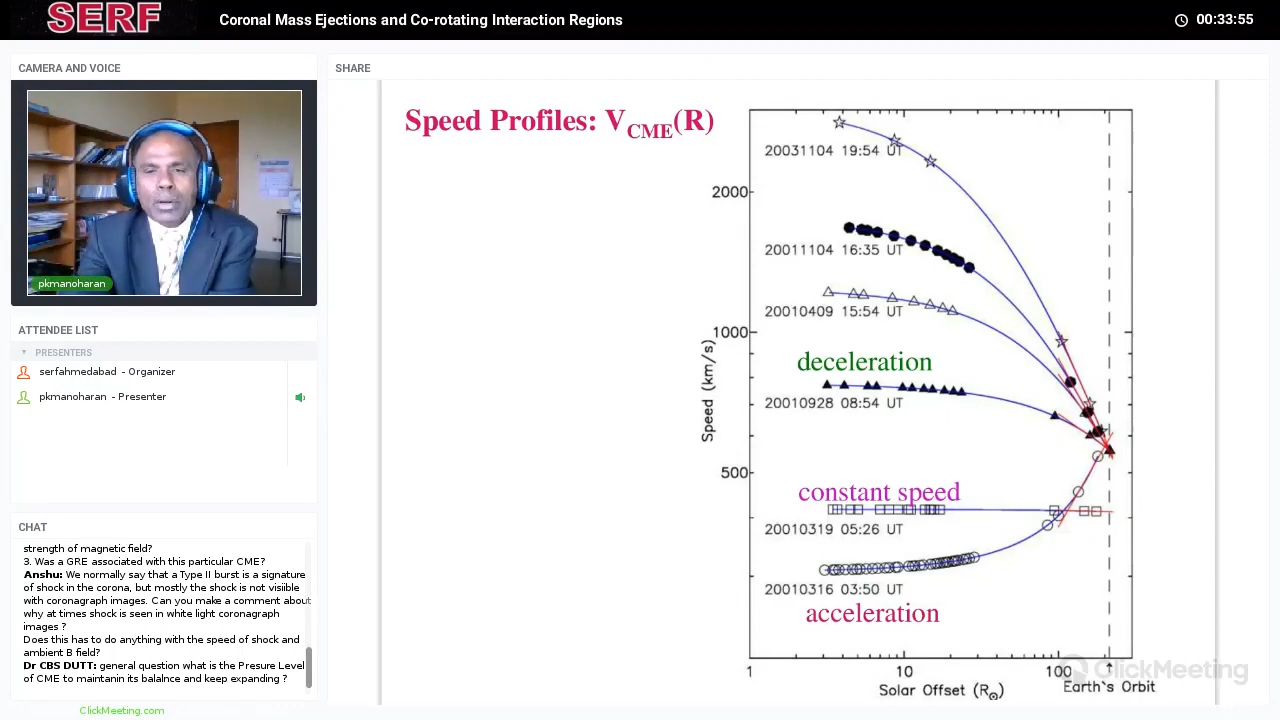 SERF
Coronal Mass Ejections and Co-rotating Interaction Regions
00:33:55
CAMERA AND VOICE
pkmanoharan
ATTENDEE LIST
PRESENTERS
serfahmedabad - Organizer
pkmanoharan - Presenter
CHAT
strength of magnetic field?
3. Was a GRE associated with this particular CME?
Anshu: We normally say that a Type II burst is a signature
of shock in the corona, but mostly the shock is not visiible
with coronagraph images. Can you make a comment about
why at times shock is seen in white light coronagraph
images ?
Does this has to do anything with the speed of shock and
ambient B field?
Dr CBS DUTT: general question what is the Presure Level
of CME to maintanin its balalnce and keep expanding ?
ClickMeeting.com
SHARE
Speed Profiles: VCME(R)
20031104 19:54 UT
2000
20011104 16:35 UT
20010409 15:54 UT
1000
deceleration
20010928 08:54 UT
Speed (km/s)
500
constant speed
20010319 05:26 UT
20010316 03:50 UT
acceleration
1 10 100
ClickMeeting
Solar Offset (R⊙)
Earth's Orbit